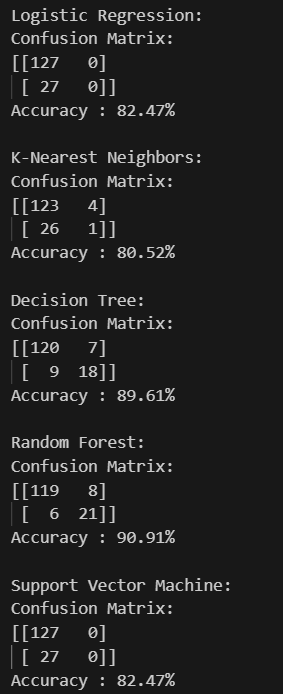 Logistic Regression:
Confusion Matrix:
[[127   0]
 [ 27   0]]
Accuracy : 82.47%

K-Nearest Neighbors:
Confusion Matrix:
[[123   4]
 [ 26   1]]
Accuracy : 80.52%

Decision Tree:
Confusion Matrix:
[[120   7]
 [  9  18]]
Accuracy : 89.61%

Random Forest:
Confusion Matrix:
[[119   8]
 [  6  21]]
Accuracy : 90.91%

Support Vector Machine:
Confusion Matrix:
[[127   0]
 [ 27   0]]
Accuracy : 82.47%